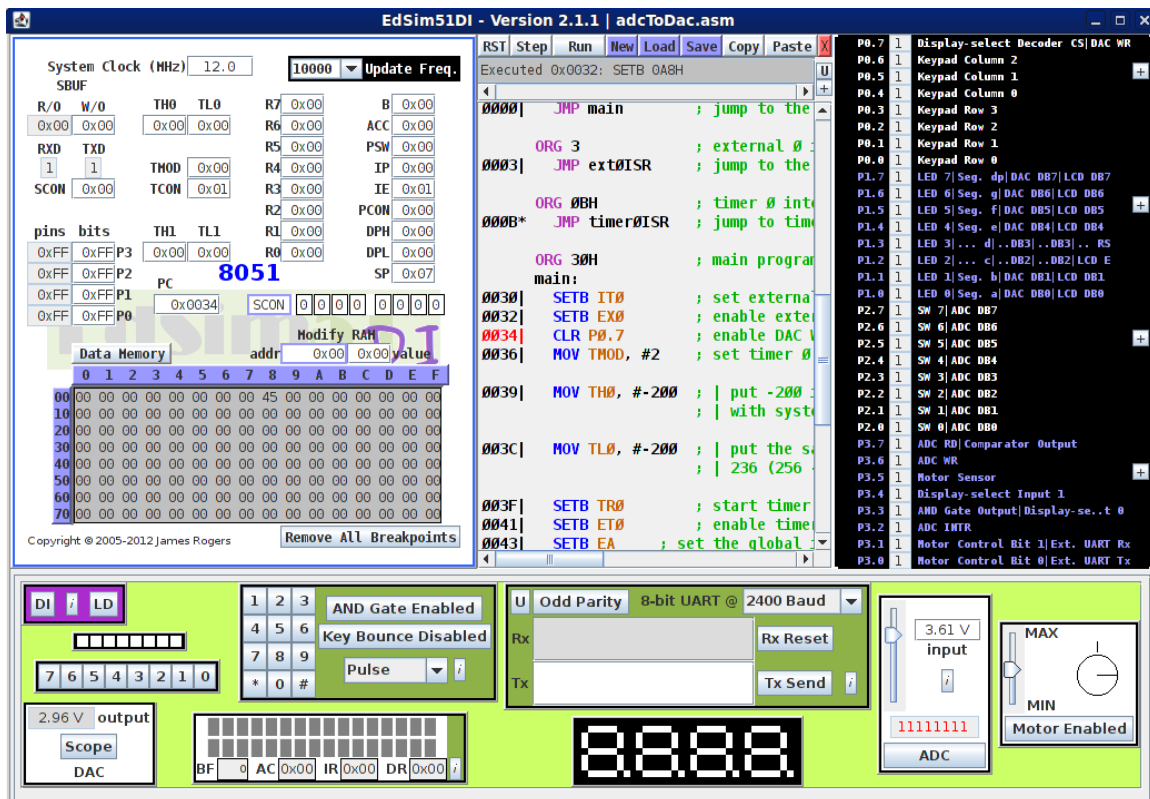 EdSim51DI - Version 2.1.1 | adcToDac.asm
System Clock (MHz) 12.0 10000 Update Freq.
SBUF
R/O W/O TH0 TL0 R7 0x00 B 0x00
0x00 0x00 0x00 0x00 R6 0x00 ACC 0x00
RXD TXD R5 0x00 PSW 0x00
1 1 TMOD 0x00 R4 0x00 IP 0x00
SCON 0x00 TCON 0x01 R3 0x00 IE 0x01
R2 0x00 PCON 0x00
pins bits TH1 TL1 R1 0x00 DPH 0x00
0xFF 0xFF P3 0x00 0x00 R0 0x00 DPL 0x00
0xFF 0xFF P2 8051 SP 0x07
0xFF 0xFF P1 PC
0xFF 0xFF P0 0x0034 SCON 0 0 0 0 0 0 0 0
EdSim51 DI
Modify RAM
Data Memory addr 0x00 0x00 value
0 1 2 3 4 5 6 7 8 9 A B C D E F
00 00 00 00 00 00 00 00 00 45 00 00 00 00 00 00 00
10 00 00 00 00 00 00 00 00 00 00 00 00 00 00 00 00
20 00 00 00 00 00 00 00 00 00 00 00 00 00 00 00 00
30 00 00 00 00 00 00 00 00 00 00 00 00 00 00 00 00
40 00 00 00 00 00 00 00 00 00 00 00 00 00 00 00 00
50 00 00 00 00 00 00 00 00 00 00 00 00 00 00 00 00
60 00 00 00 00 00 00 00 00 00 00 00 00 00 00 00 00
70 00 00 00 00 00 00 00 00 00 00 00 00 00 00 00 00
Copyright © 2005-2012 James Rogers Remove All Breakpoints
RST Step Run New Load Save Copy Paste X
Executed 0x0032: SETB 0A8H U
+
0000| JMP main ; jump to the
ORG 3 ; external 0 i
0003| JMP ext0ISR ; jump to the
ORG 0BH ; timer 0 inte
000B* JMP timer0ISR ; jump to time
ORG 30H ; main program
main:
0030| SETB IT0 ; set external
0032| SETB EX0 ; enable exter
0034| CLR P0.7 ; enable DAC W
0036| MOV TMOD, #2 ; set timer 0
0039| MOV TH0, #-200 ; | put -200 i
; | with syste
003C| MOV TL0, #-200 ; | put the sa
; | 236 (256 -
003F| SETB TR0 ; start timer
0041| SETB ET0 ; enable timer
0043| SETB EA ; set the global i
P0.7 1 Display-select Decoder CS|DAC WR
P0.6 1 Keypad Column 2
P0.5 1 Keypad Column 1
P0.4 1 Keypad Column 0
P0.3 1 Keypad Row 3
P0.2 1 Keypad Row 2
P0.1 1 Keypad Row 1
P0.0 1 Keypad Row 0
P1.7 1 LED 7|Seg. dp|DAC DB7|LCD DB7
P1.6 1 LED 6|Seg. g|DAC DB6|LCD DB6
P1.5 1 LED 5|Seg. f|DAC DB5|LCD DB5
P1.4 1 LED 4|Seg. e|DAC DB4|LCD DB4
P1.3 1 LED 3|... d|..DB3|..DB3|.. RS
P1.2 1 LED 2|... c|..DB2|..DB2|LCD E
P1.1 1 LED 1|Seg. b|DAC DB1|LCD DB1
P1.0 1 LED 0|Seg. a|DAC DB0|LCD DB0
P2.7 1 SW 7|ADC DB7
P2.6 1 SW 6|ADC DB6
P2.5 1 SW 5|ADC DB5
P2.4 1 SW 4|ADC DB4
P2.3 1 SW 3|ADC DB3
P2.2 1 SW 2|ADC DB2
P2.1 1 SW 1|ADC DB1
P2.0 1 SW 0|ADC DB0
P3.7 1 ADC RD|Comparator Output
P3.6 1 ADC WR
P3.5 1 Motor Sensor
P3.4 1 Display-select Input 1
P3.3 1 AND Gate Output|Display-se..t 0
P3.2 1 ADC INTR
P3.1 1 Motor Control Bit 1|Ext. UART Rx
P3.0 1 Motor Control Bit 0|Ext. UART Tx
+
+
+
+
DI i LD
7 6 5 4 3 2 1 0
2.96 V output
Scope
DAC
1 2 3
4 5 6
7 8 9
* 0 #
AND Gate Enabled
Key Bounce Disabled
Pulse i
BF 0 AC 0x00 IR 0x00 DR 0x00 i
U Odd Parity 8-bit UART @ 2400 Baud
Rx Rx Reset
Tx Tx Send i
8.8.8.8.
3.61 V
input
i
11111111
ADC
MAX
MIN
Motor Enabled